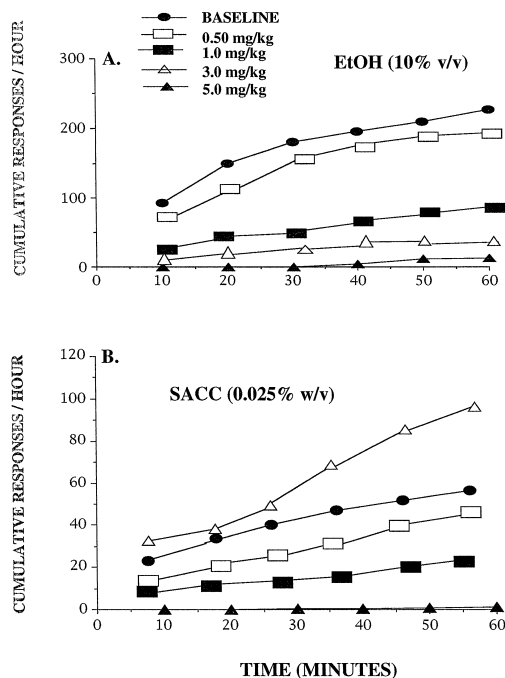 BASELINE
0.50 mg/kg
1.0 mg/kg
3.0 mg/kg
5.0 mg/kg
A.
EtOH (10% v/v)
CUMULATIVE RESPONSES / HOUR
300
200
100
0
0 10 20 30 40 50 60
B.
SACC (0.025% w/v)
CUMULATIVE RESPONSES / HOUR
120
100
80
60
40
20
0
0 10 20 30 40 50 60
TIME (MINUTES)